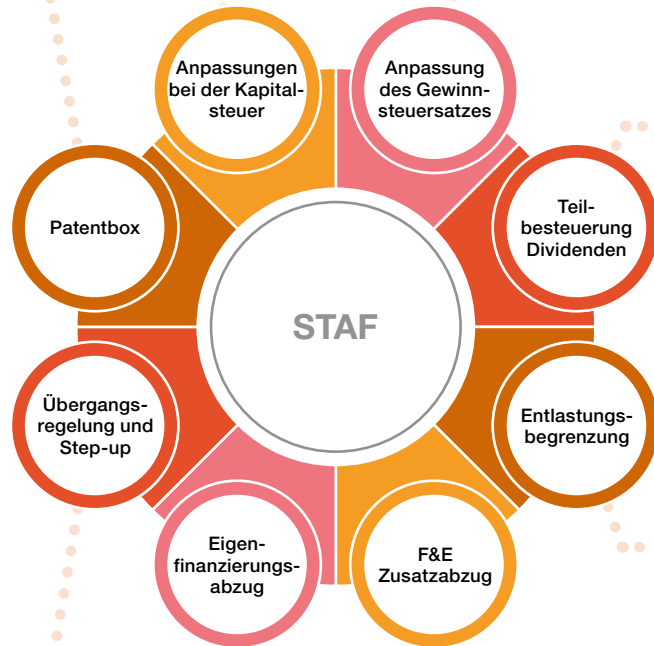 Anpassungen
bei der Kapital-
steuer
Anpassung
des Gewinn-
steuersatzes
Patentbox
Teil-
besteuerung
Dividenden
STAF
Übergangs-
regelung und
Step-up
Entlastungs-
begrenzung
Eigen-
finanzierungs-
abzug
F&E
Zusatzabzug